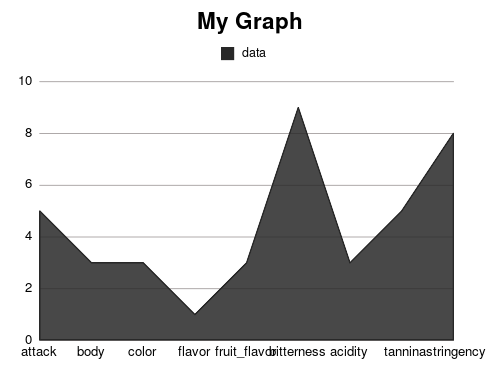 My Graph
data
10
8
6
4
2
0
attack body color flavor fruit_flavor bitterness acidity tannin astringency